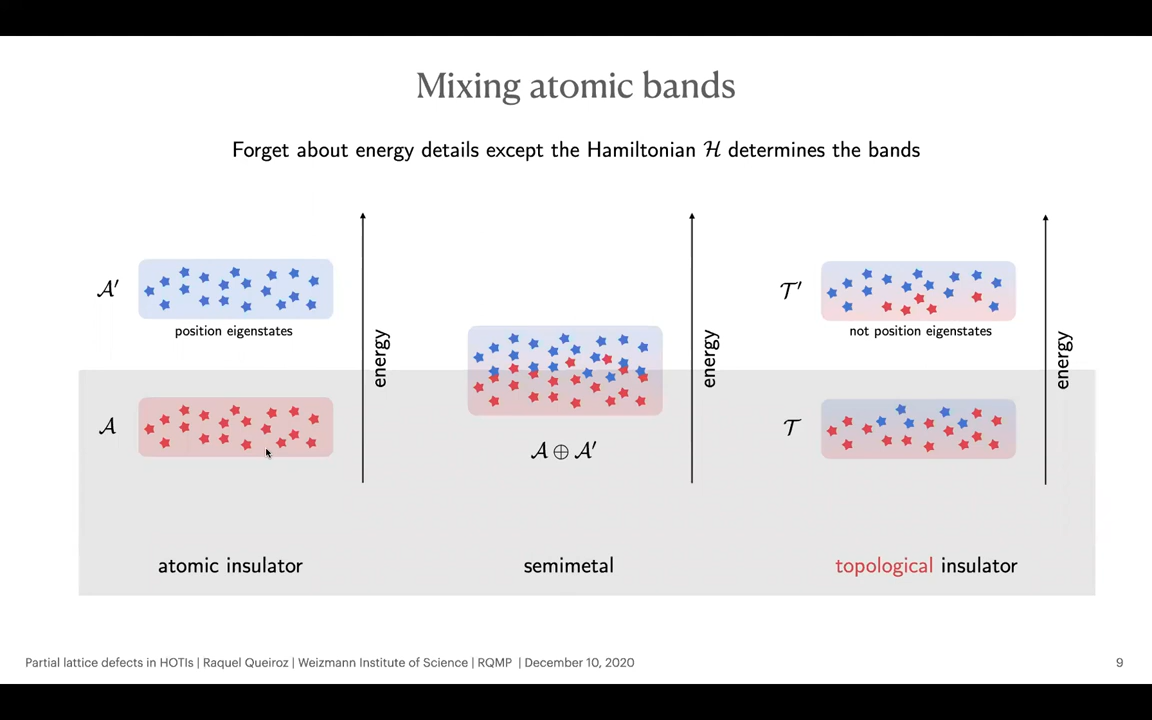 Mixing atomic bands
Forget about energy details except the Hamiltonian ℋ determines the bands
𝒜′
position eigenstates
energy
𝒜
atomic insulator
energy
𝒜 ⊕ 𝒜′
semimetal
𝒯′
not position eigenstates
energy
𝒯
topological insulator
Partial lattice defects in HOTIs | Raquel Queiroz | Weizmann Institute of Science | RQMP | December 10, 2020
9